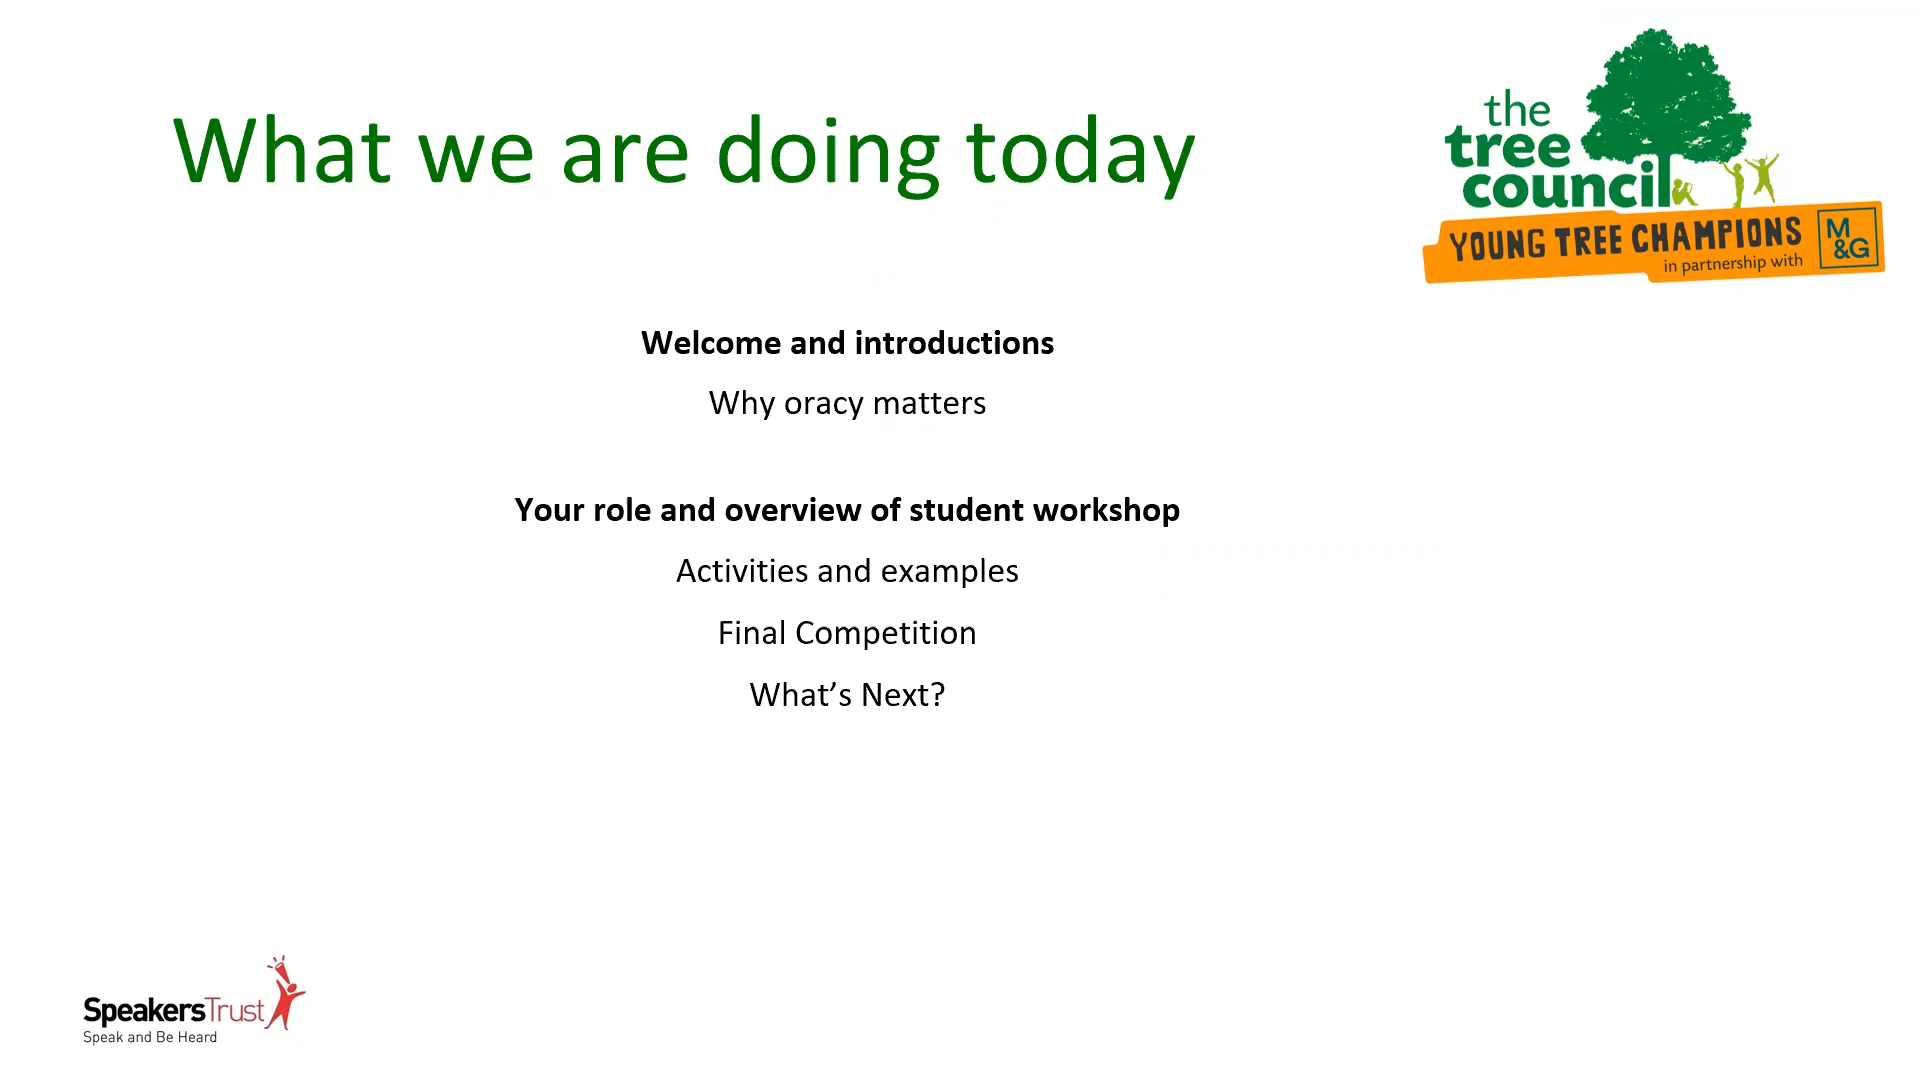 What we are doing today
the
tree
council
YOUNG TREE CHAMPIONS
in partnership with
M
&G
Welcome and introductions
Why oracy matters
Your role and overview of student workshop
Activities and examples
Final Competition
What’s Next?
SpeakersTrust
Speak and Be Heard